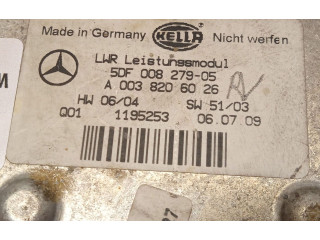 Made in Germany HELLA Nicht werfen
LWR Leistungsmodul
5DF 008 279-05
A 003 820 60 26 RV
HW 06/04 SW 51/03
Q01 1195253 06.07.09